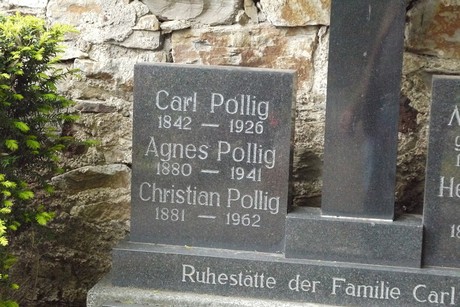 Carl Pollig
1842 — 1926
Agnes Pollig
1880 — 1941
Christian Pollig
1881 — 1962
Ruhestätte der Familie Carl